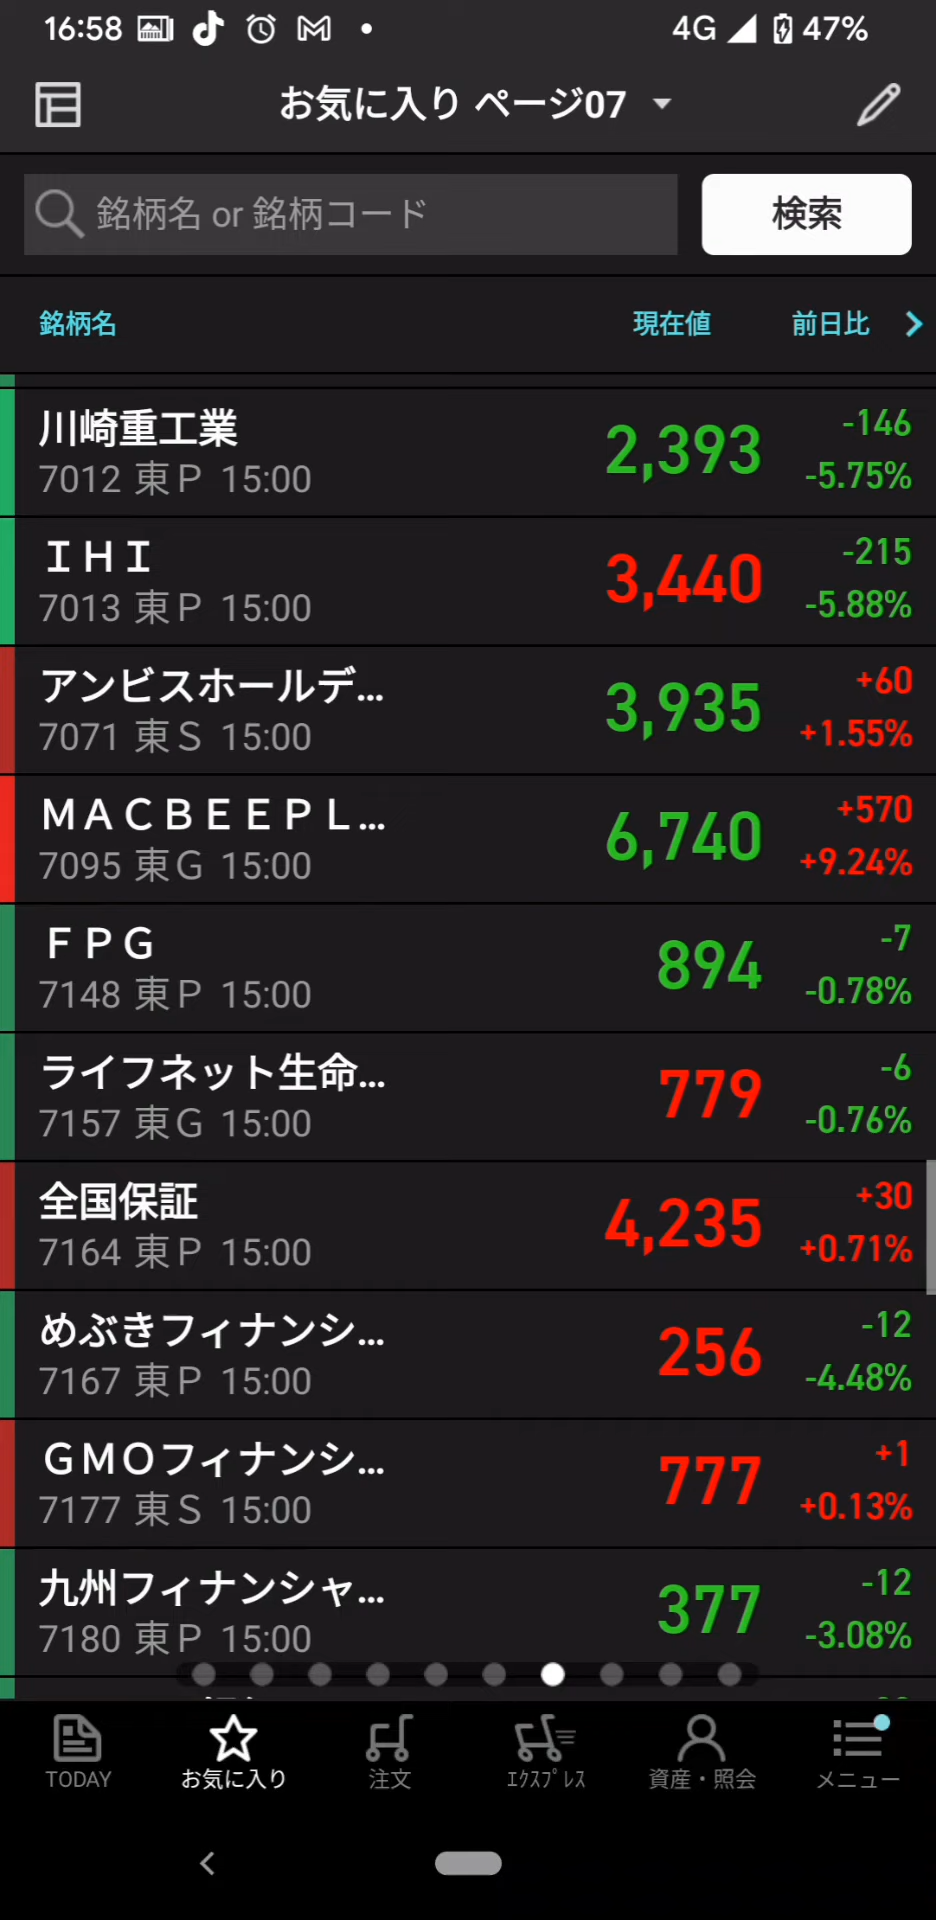 16:58 4G 47%
お気に入り ページ07
銘柄名 or 銘柄コード 検索
銘柄名 現在値 前日比
川崎重工業 2,393 -146
7012 東P 15:00 -5.75%
IHI 3,440 -215
7013 東P 15:00 -5.88%
アンビスホールデ... 3,935 +60
7071 東S 15:00 +1.55%
MACBEEPL... 6,740 +570
7095 東G 15:00 +9.24%
FPG 894 -7
7148 東P 15:00 -0.78%
ライフネット生命... 779 -6
7157 東G 15:00 -0.76%
全国保証 4,235 +30
7164 東P 15:00 +0.71%
めぶきフィナンシ... 256 -12
7167 東P 15:00 -4.48%
GMOフィナンシ... 777 +1
7177 東S 15:00 +0.13%
九州フィナンシャ... 377 -12
7180 東P 15:00 -3.08%
TODAY お気に入り 注文 ｴｸｽﾌﾟﾚｽ 資産・照会 メニュー